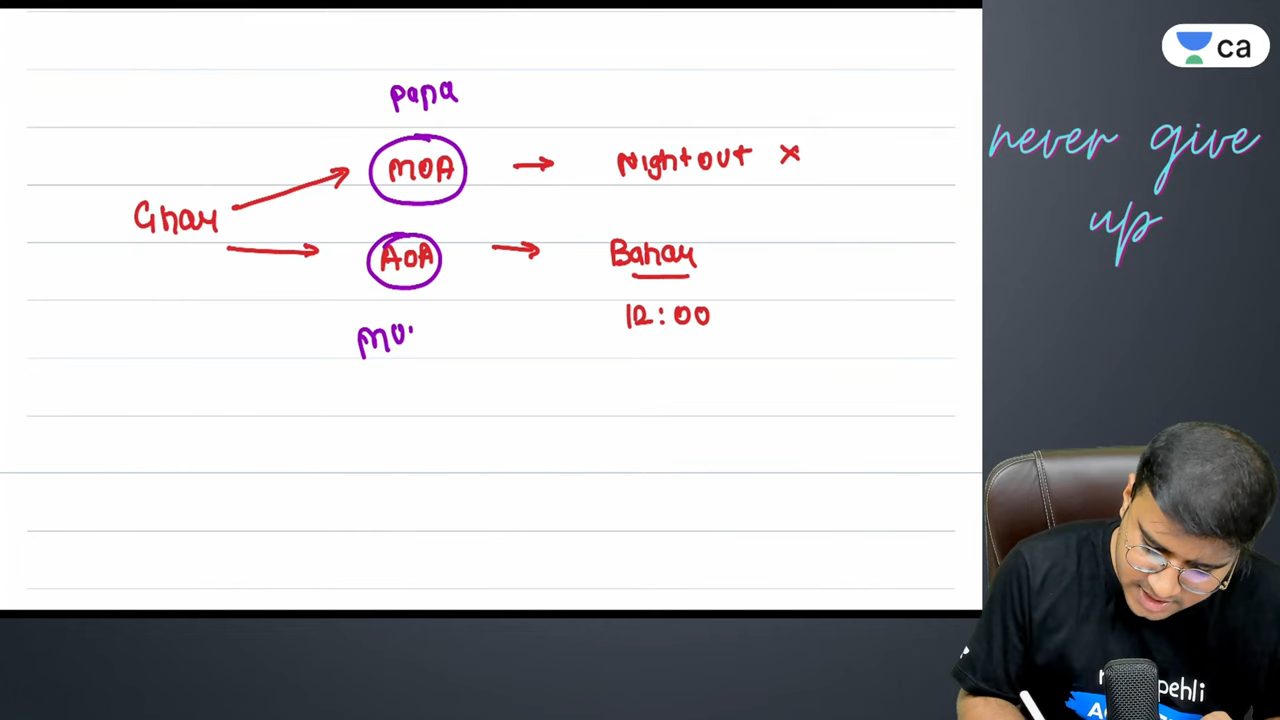 Papa
MOA → Nightout ×
Ghar
AOA → Bahar
12:00
MO
ca
never give
up
pehli